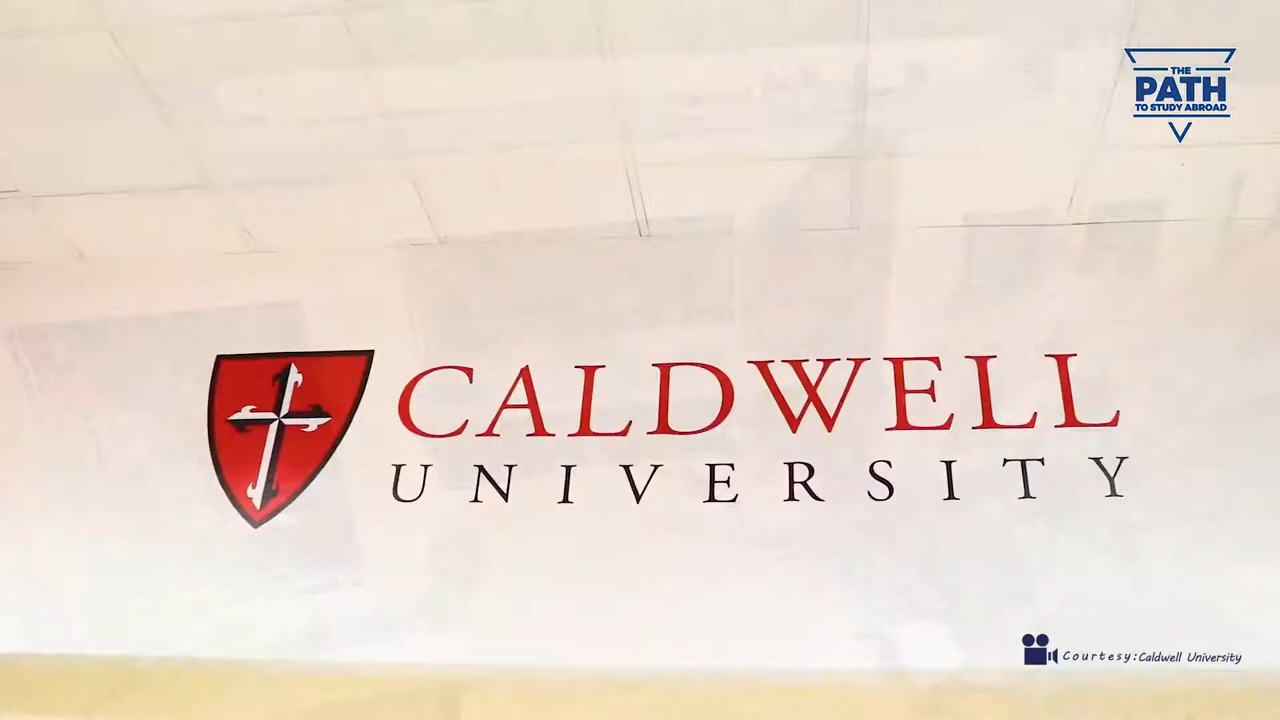 THE
PATH
TO STUDY ABROAD
CALDWELL
UNIVERSITY
Courtesy:Caldwell University